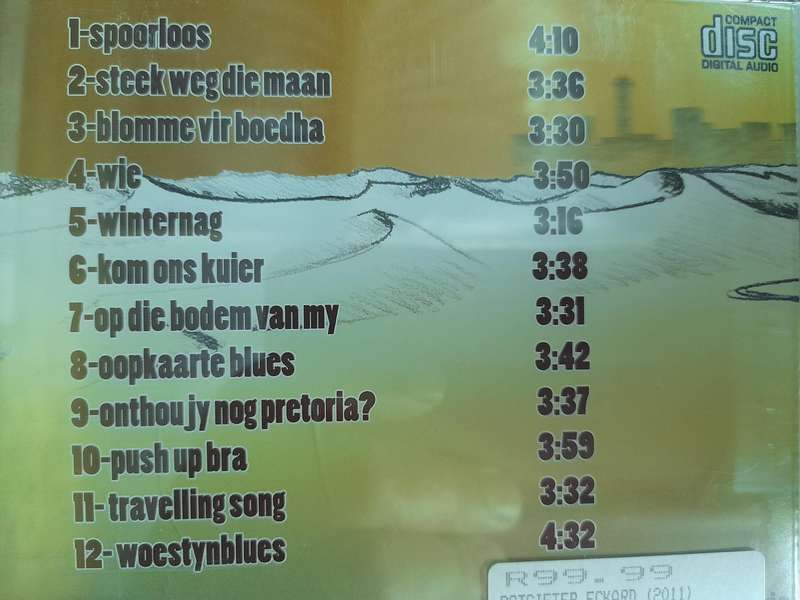 1-spoorloos 4:10
COMPACT
disc
DIGITAL AUDIO
2-steek weg die maan 3:36
3-blomme vir boedha 3:30
4-wie 3:50
5-winternag 3:16
6-kom ons kuier 3:38
7-op die bodem van my 3:31
8-oopkaarte blues 3:42
9-onthou jy nog pretoria? 3:37
10-push up bra 3:59
11-travelling song 3:32
12-woestynblues 4:32
R99.99
POTGIETER ECKARD (2011)